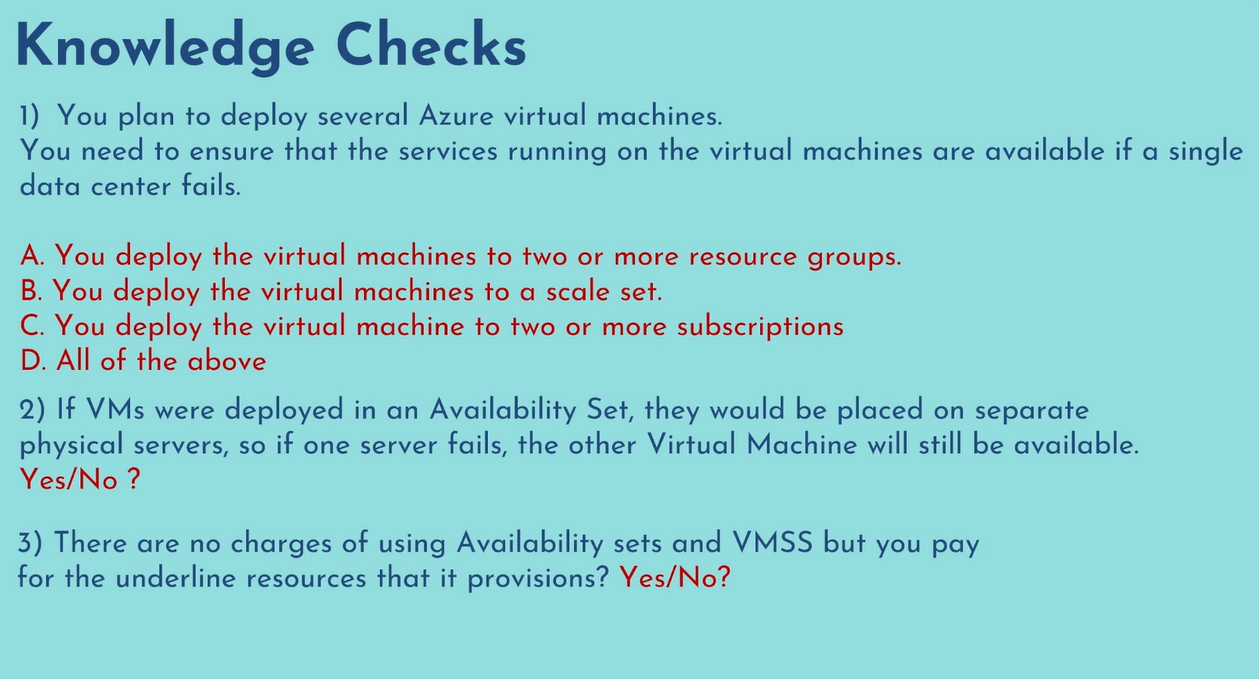 Knowledge Checks
1) You plan to deploy several Azure virtual machines.
You need to ensure that the services running on the virtual machines are available if a single
data center fails.
A. You deploy the virtual machines to two or more resource groups.
B. You deploy the virtual machines to a scale set.
C. You deploy the virtual machine to two or more subscriptions
D. All of the above
2) If VMs were deployed in an Availability Set, they would be placed on separate
physical servers, so if one server fails, the other Virtual Machine will still be available.
Yes/No ?
3) There are no charges of using Availability sets and VMSS but you pay
for the underline resources that it provisions? Yes/No?